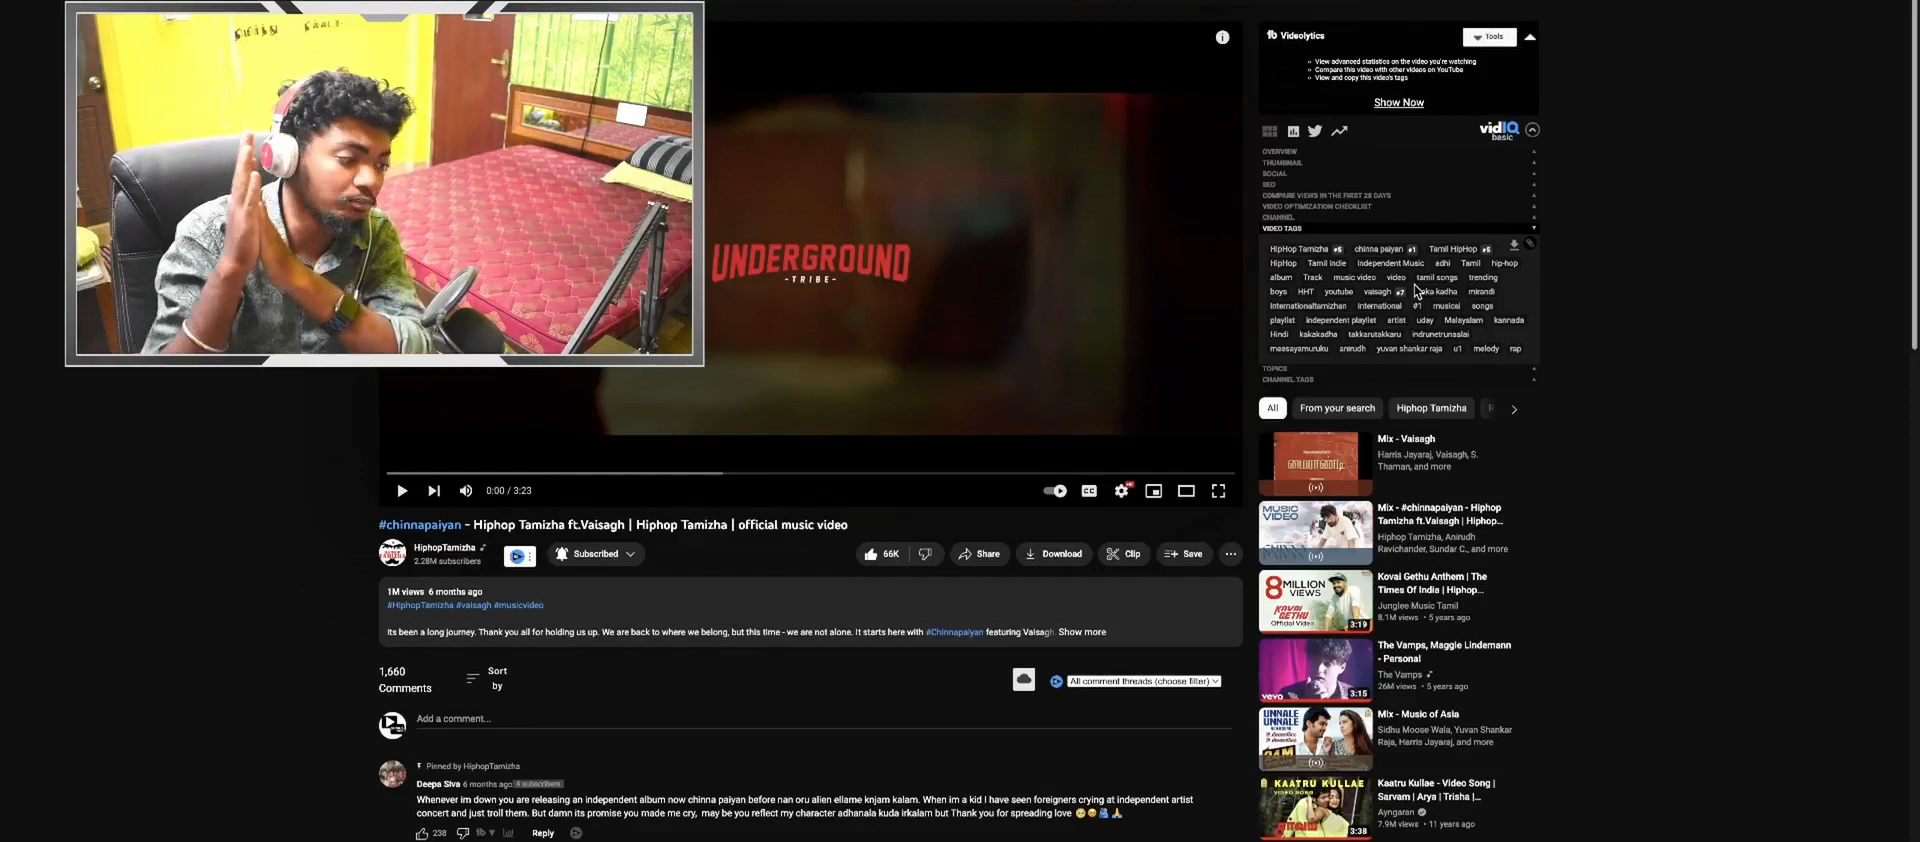 UNDERGROUND
-TRIBE-
Videolytics
Tools
View advanced statistics on the video you're watching
Compare this video with other videos on YouTube
View and copy this video's tags
Show Now
vidIQ
basic
OVERVIEW
THUMBNAIL
SOCIAL
SEO
COMPARE VIEWS IN THE FIRST 28 DAYS
VIDEO OPTIMIZATION CHECKLIST
CHANNEL
VIDEO TAGS
HipHop Tamizha #5 chinna paiyan #1 Tamil HipHop #5
HipHop Tamil Indie Independent Music adhi Tamil hip-hop
album Track music video video tamil songs trending
boys HHT youtube vaisagh #7 kadha mirandi
Internationaltamizhan international #1 musical songs
playlist independent playlist artist uday Malayalam kannada
Hindi kakakadha takkarutakkaru indrunetrunaalai
meesayamuruku anirudh yuvan shankar raja u1 melody rap
TOPICS
CHANNEL TAGS
All From your search Hiphop Tamizha
0:00 / 3:23
#chinnapaiyan - Hiphop Tamizha ft.Vaisagh | Hiphop Tamizha | official music video
HiphopTamizha
2.28M subscribers
Subscribed
66K Share Download Clip Save
1M views 6 months ago
#HiphopTamizha #vaisagh #musicvideo
Its been a long journey. Thank you all for holding us up. We are back to where we belong, but this time - we are not alone. It starts here with #Chinnapaiyan featuring Vaisagh. Show more
1,660
Comments
Sort
by
All comment threads (choose filter)
Add a comment...
Pinned by HiphopTamizha
Deepa Siva 6 months ago 4 subscribers
Whenever im down you are releasing an independent album now chinna paiyan before nan oru alien ellame knjam kalam. When im a kid I have seen foreigners crying at independent artist
concert and just troll them. But damn its promise you made me cry, may be you reflect my character adhanala kuda irkalam but Thank you for spreading love
238 Reply
Mix - Vaisagh
Harris Jayaraj, Vaisagh, S.
Thaman, and more
MUSIC
VIDEO
Mix - #chinnapaiyan - Hiphop
Tamizha ft.Vaisagh | Hiphop...
Hiphop Tamizha, Anirudh
Ravichander, Sundar C., and more
8 MILLION
VIEWS
KOVAI
GETHU
Official Video
3:19
Kovai Gethu Anthem | The
Times Of India | Hiphop...
Junglee Music Tamil
8.1M views • 5 years ago
vevo
3:15
The Vamps, Maggie Lindemann
- Personal
The Vamps
26M views • 5 years ago
UNNALE
UNNALE
Mix - Music of Asia
Sidhu Moose Wala, Yuvan Shankar
Raja, Harris Jayaraj, and more
KAATRU KULLAE
3:38
Kaatru Kullae - Video Song |
Sarvam | Arya | Trisha |...
Ayngaran
7.9M views • 11 years ago